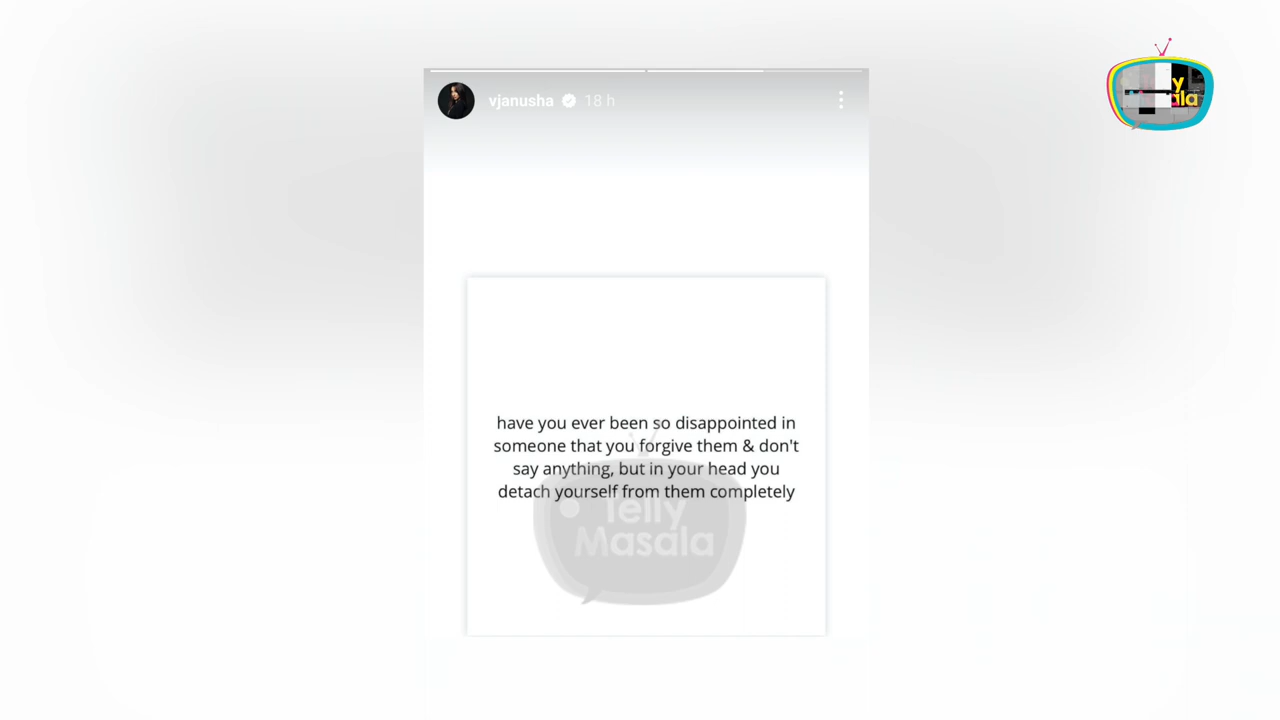 vjanusha 18 h
have you ever been so disappointed in
someone that you forgive them & don't
say anything, but in your head you
detach yourself from them completely
Telly
Masala